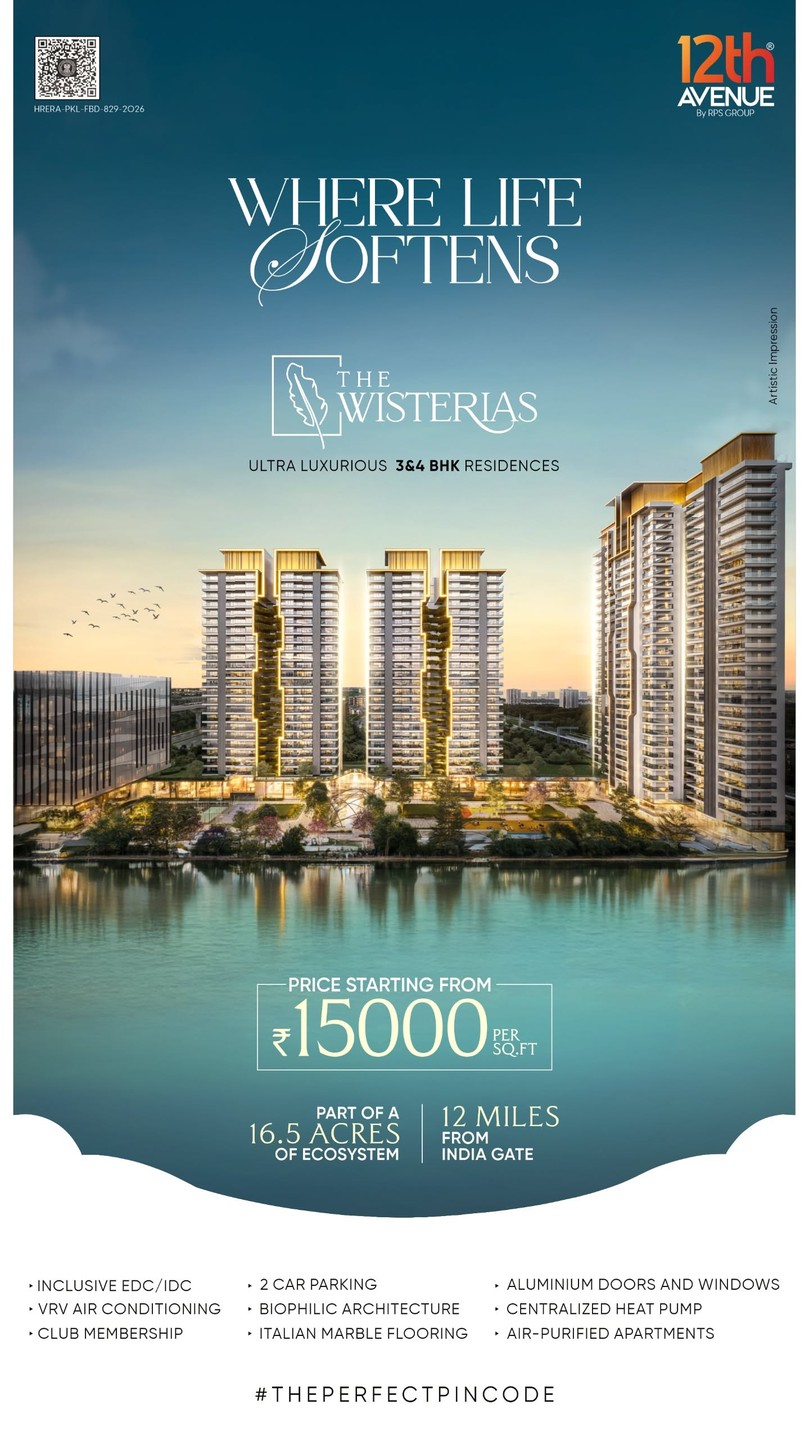 HRERA-PKL-FBD-829-2026
12th®
AVENUE
By RPS GROUP
WHERE LIFE
SOFTENS
Artistic Impression
THE
WISTERIAS
ULTRA LUXURIOUS 3&4 BHK RESIDENCES
PRICE STARTING FROM
₹15000 PER SQ.FT
PART OF A
16.5 ACRES
OF ECOSYSTEM
12 MILES
FROM
INDIA GATE
‣ INCLUSIVE EDC/IDC
‣ VRV AIR CONDITIONING
‣ CLUB MEMBERSHIP
‣ 2 CAR PARKING
‣ BIOPHILIC ARCHITECTURE
‣ ITALIAN MARBLE FLOORING
‣ ALUMINIUM DOORS AND WINDOWS
‣ CENTRALIZED HEAT PUMP
‣ AIR-PURIFIED APARTMENTS
#THEPERFECTPINCODE